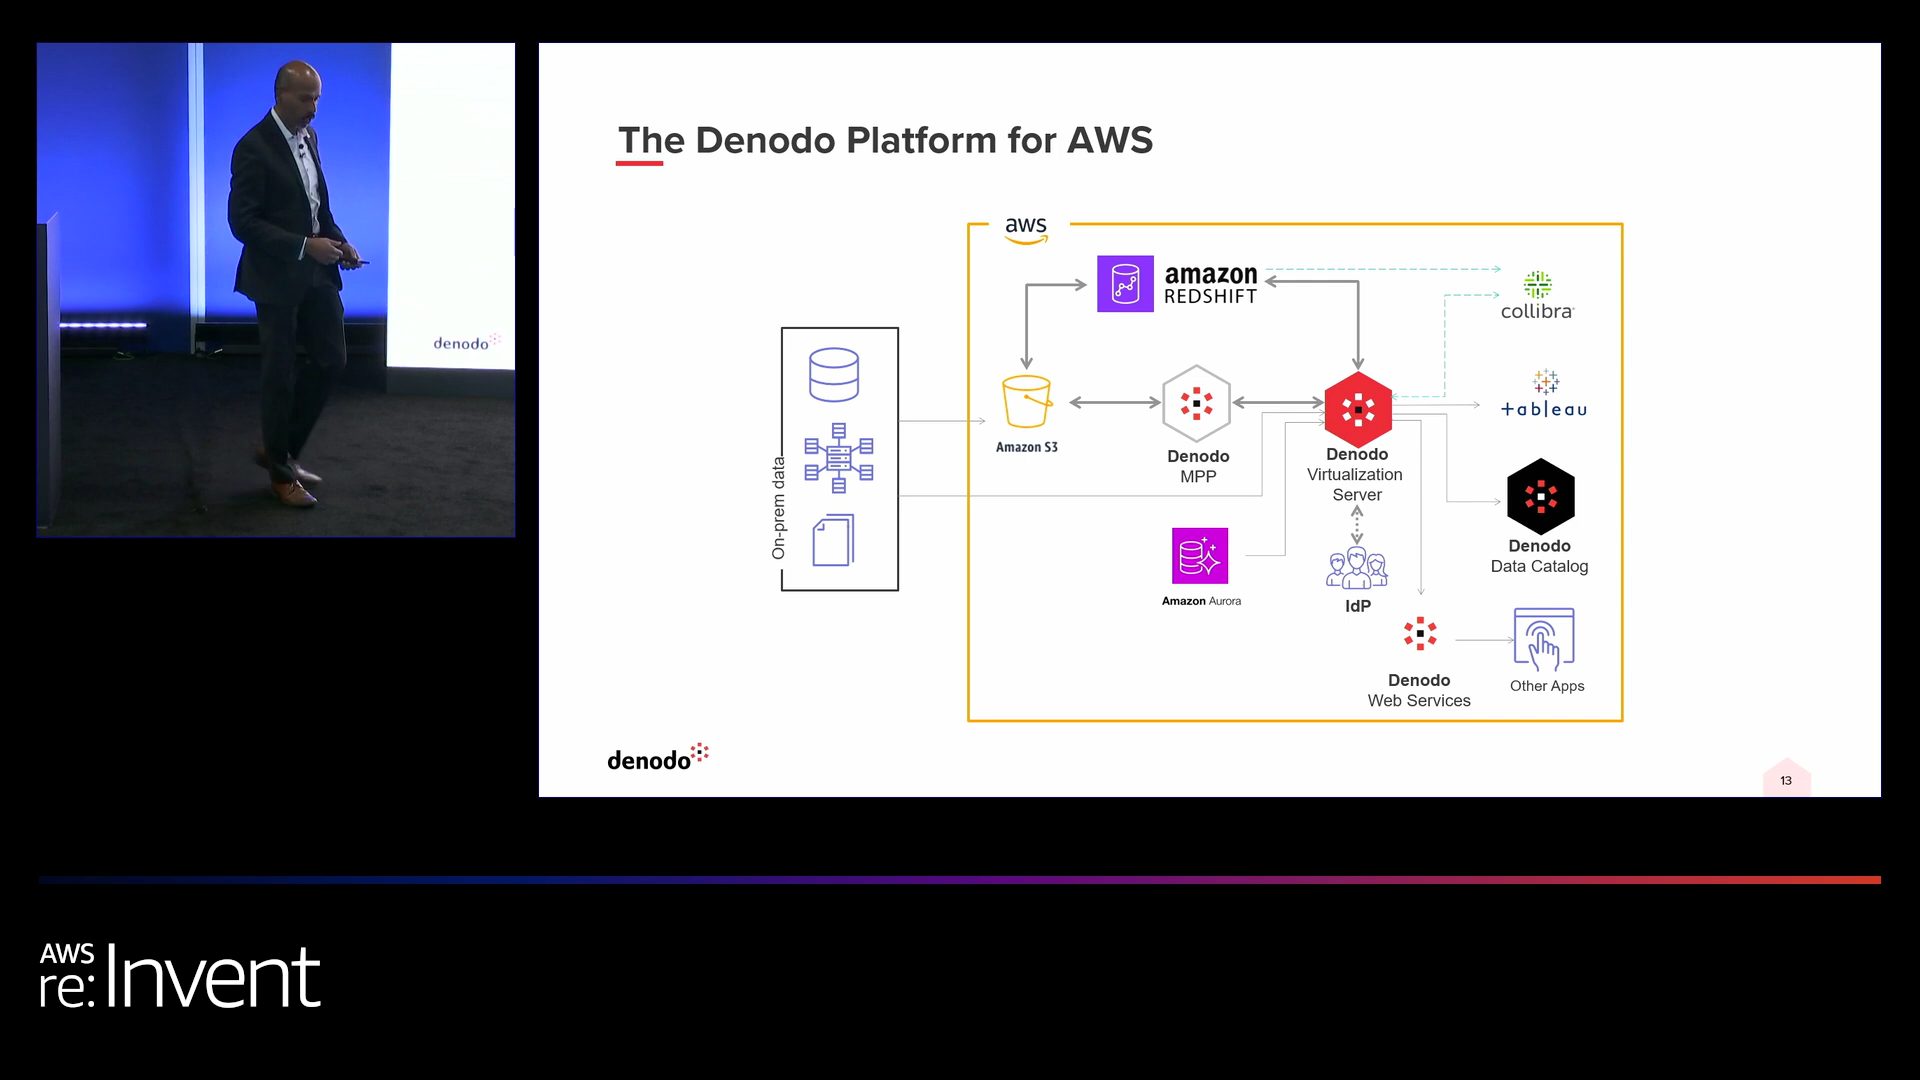 denodo
The Denodo Platform for AWS
aws
amazon
REDSHIFT
collibra
On-prem data
Amazon S3
Denodo
MPP
Denodo
Virtualization
Server
tableau
Denodo
Data Catalog
Amazon Aurora
IdP
Denodo
Web Services
Other Apps
denodo
13
AWS
re:Invent